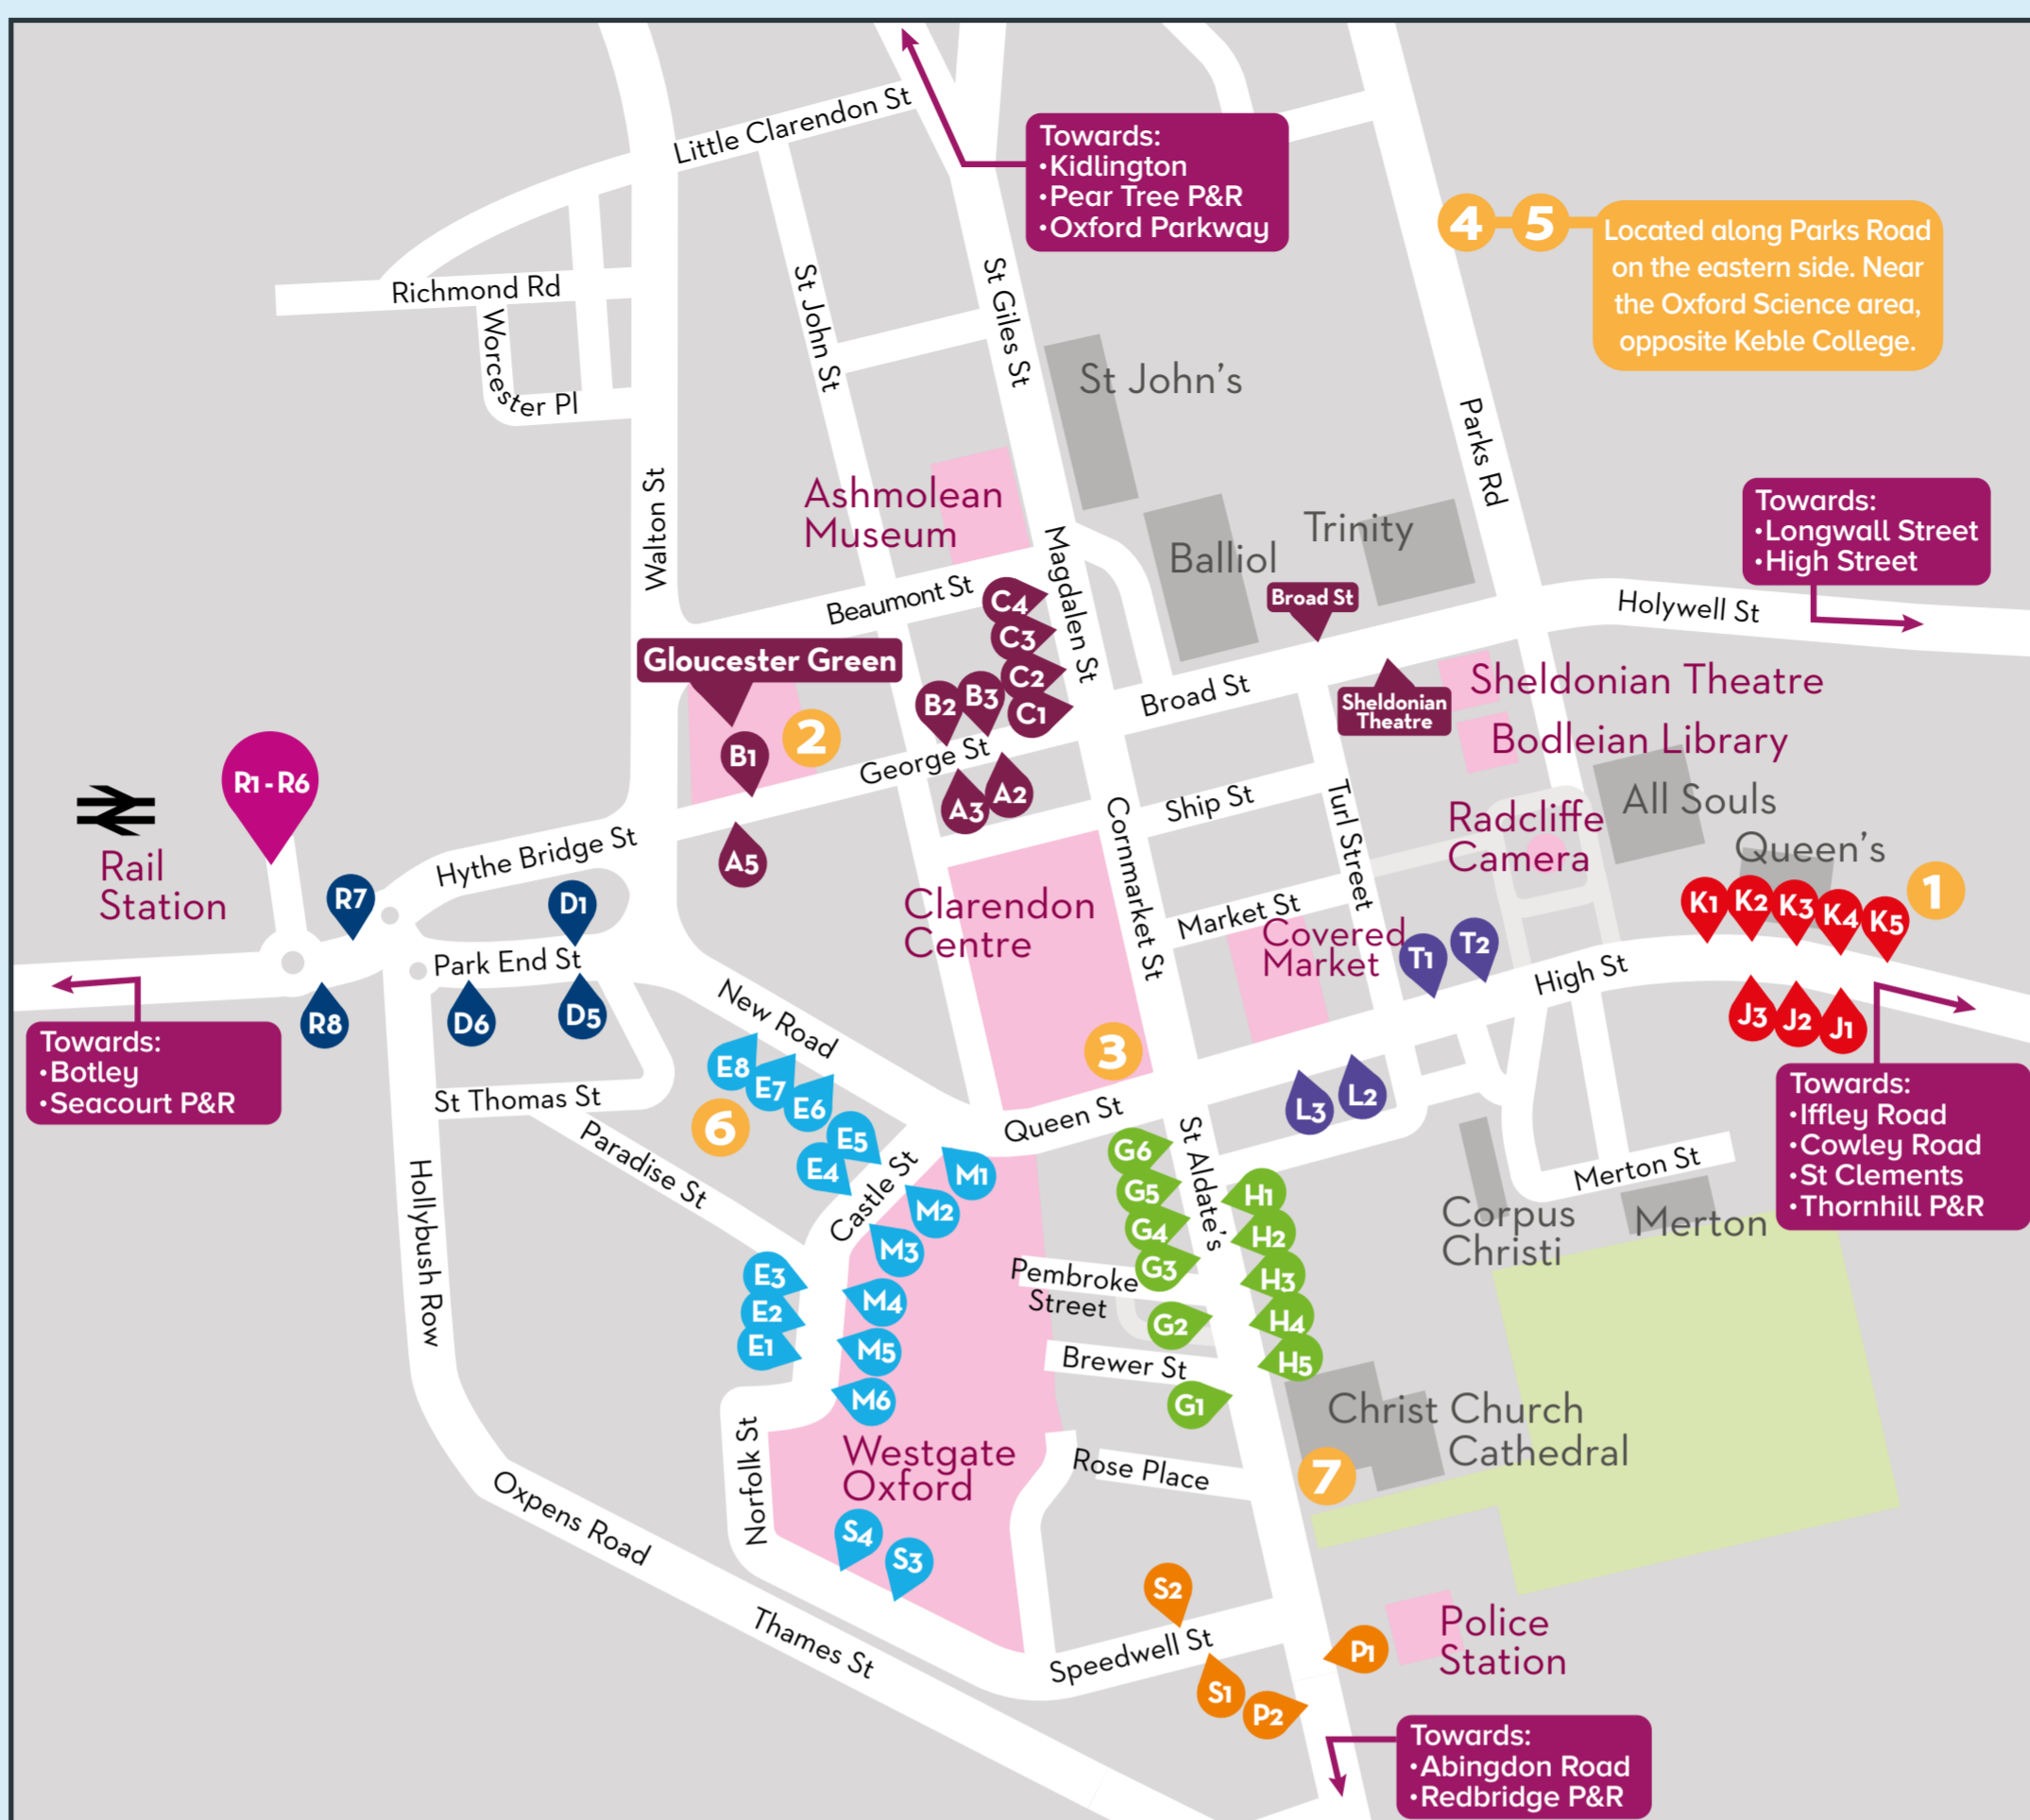 Little Clarendon St
Towards:
•Kidlington
•Pear Tree P&R
•Oxford Parkway
4
5
Located along Parks Road
on the eastern side. Near
the Oxford Science area,
opposite Keble College.
Richmond Rd
Worcester Pl
St John St
St Giles St
St John's
Parks Rd
Walton St
Ashmolean
Museum
Magdalen St
Balliol
Trinity
Towards:
•Longwall Street
•High Street
Beaumont St
C4
C3
C2
C1
Broad St
Holywell St
Gloucester Green
B2
B3
Broad St
Sheldonian
Theatre
Sheldonian Theatre
Bodleian Library
B1
2
George St
A3
A2
A5
R1-R6
Rail
Station
Hythe Bridge St
Cornmarket St
Ship St
Turl Street
Radcliffe
Camera
All Souls
Queen's
1
K1
K2
K3
K4
K5
R7
D1
Clarendon
Centre
Market St
Covered
Market
T1
T2
High St
Park End St
R8
D6
D5
New Road
J3
J2
J1
Towards:
•Botley
•Seacourt P&R
3
E8
E7
E6
E5
E4
6
St Thomas St
Queen St
L3
L2
Towards:
•Iffley Road
•Cowley Road
•St Clements
•Thornhill P&R
Paradise St
Castle St
M1
M2
M3
M4
M5
M6
G6
G5
G4
G3
G2
G1
St Aldate's
H1
H2
H3
H4
H5
Merton St
Corpus
Christi
Merton
Hollybush Row
E3
E2
E1
Pembroke
Street
Brewer St
Christ Church
Cathedral
7
Norfolk St
Westgate
Oxford
Rose Place
Oxpens Road
S4
S3
S2
Thames St
Speedwell St
S1
P2
P1
Police
Station
Towards:
•Abingdon Road
•Redbridge P&R